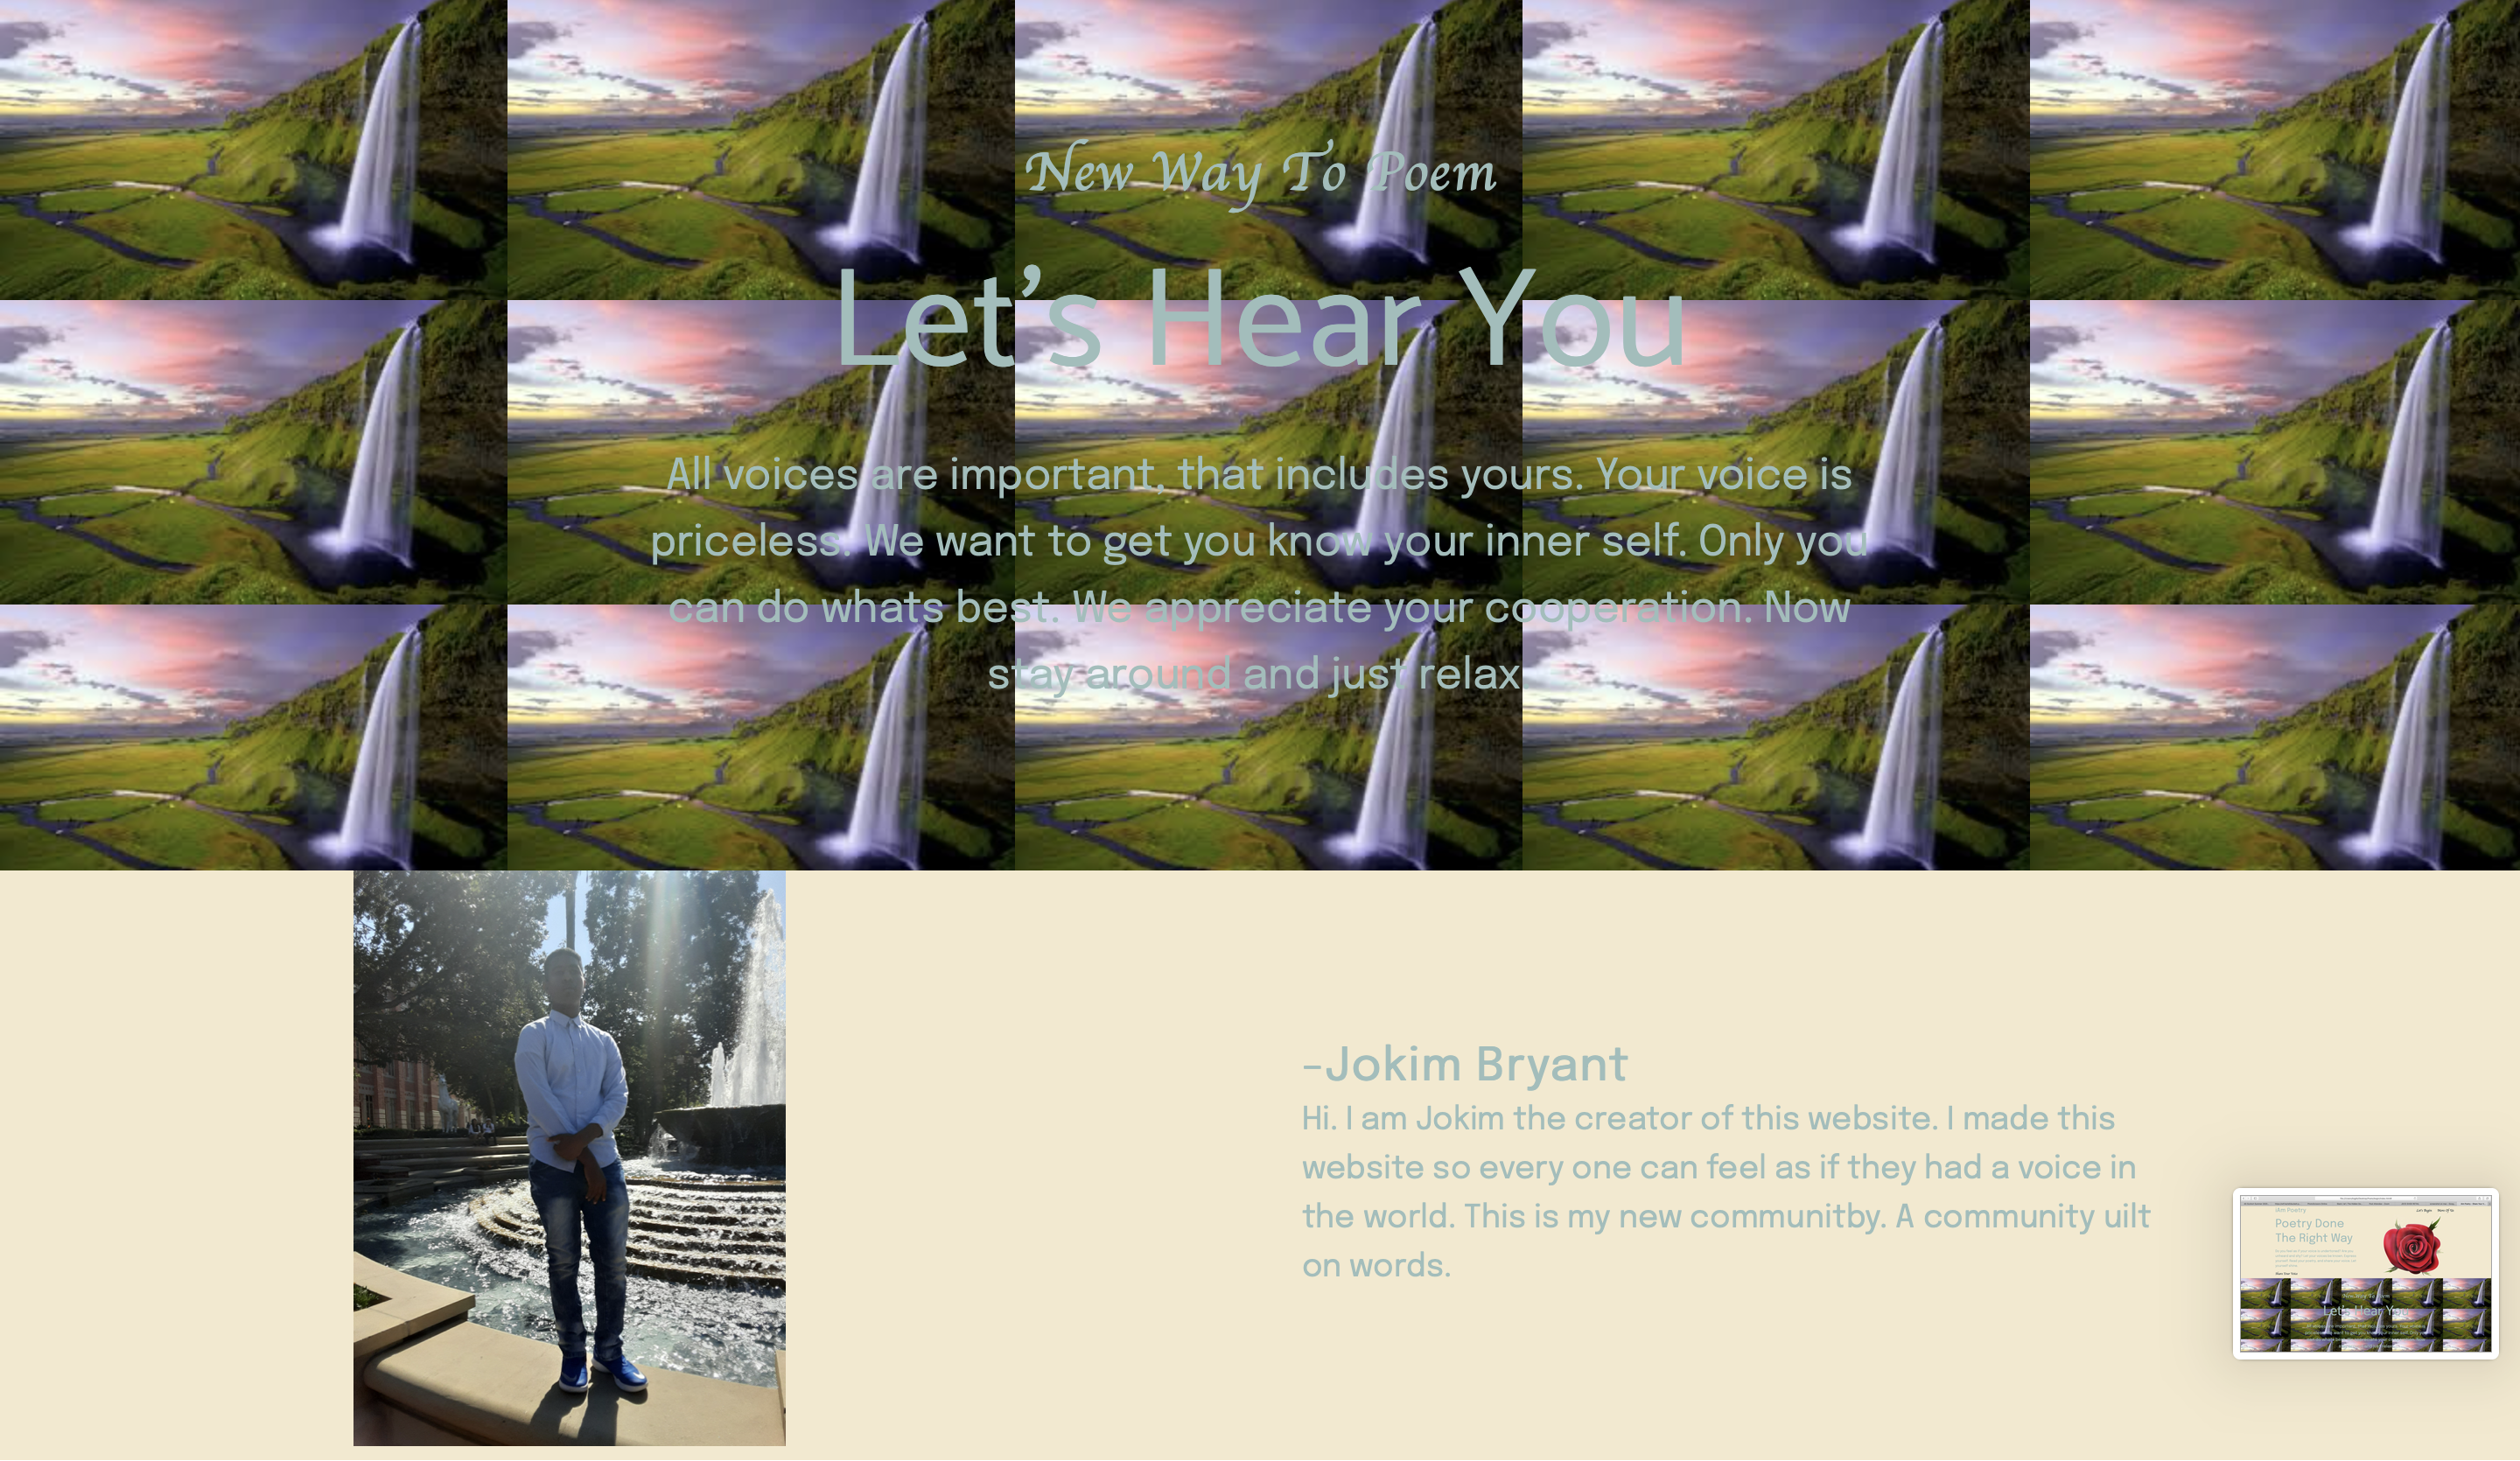 New Way To Poem
Let’s Hear You
All voices are important, that includes yours. Your voice is
priceless. We want to get you know your inner self. Only you
can do whats best. We appreciate your cooperation. Now
stay around and just relax.
-Jokim Bryant
Hi. I am Jokim the creator of this website. I made this
website so every one can feel as if they had a voice in
the world. This is my new communitby. A community uilt
on words.
Poetry Done
The Right Way
Let's Hear You